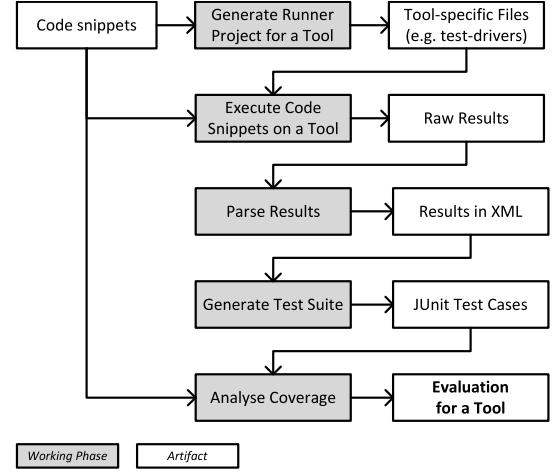 Code snippets
Generate Runner
Project for a Tool
Tool-specific Files
(e.g. test-drivers)
Execute Code
Snippets on a Tool
Raw Results
Parse Results
Results in XML
Generate Test Suite
JUnit Test Cases
Analyse Coverage
Evaluation
for a Tool
Working Phase
Artifact